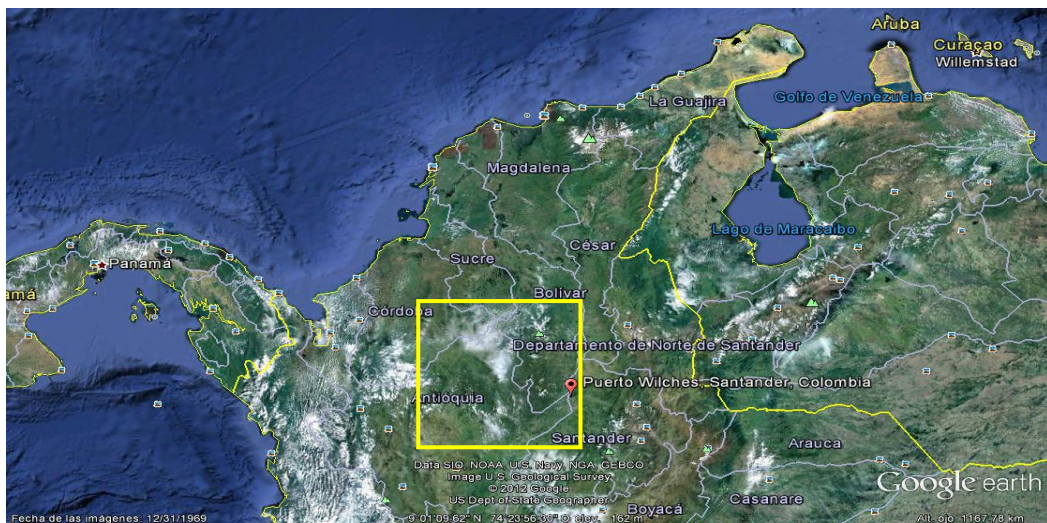 Aruba
Curaçao
Willemstad
La Guajira
Golfo de Venezuela
Magdalena
Lago de Maracaibo
César
Sucre
Panamá
amá
Bolívar
Córdoba
Departamento de Norte de Santander
Puerto Wilches, Santander, Colombia
Antióquia
Santander
Arauca
Data SIO, NOAA, U.S. Navy, NGA, GEBCO
Image U.S. Geological Survey
© 2012 Google
US Dept of State Geographer
Google earth
Casanare
Boyacá
Fecha de las imágenes: 12/31/1969
9°01'09.62" N 74°23'56.30" O elev. 162 m
Alt. ojo 1167.78 km